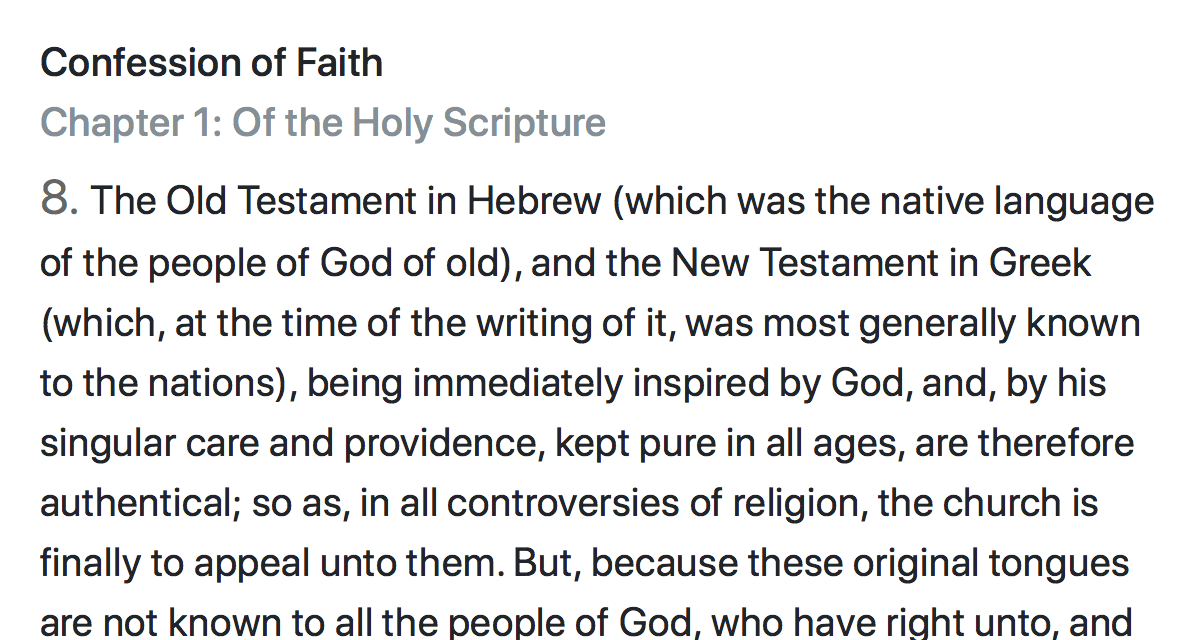 Confession of Faith
Chapter 1: Of the Holy Scripture
8. The Old Testament in Hebrew (which was the native language
of the people of God of old), and the New Testament in Greek
(which, at the time of the writing of it, was most generally known
to the nations), being immediately inspired by God, and, by his
singular care and providence, kept pure in all ages, are therefore
authentical; so as, in all controversies of religion, the church is
finally to appeal unto them. But, because these original tongues
are not known to all the people of God, who have right unto, and